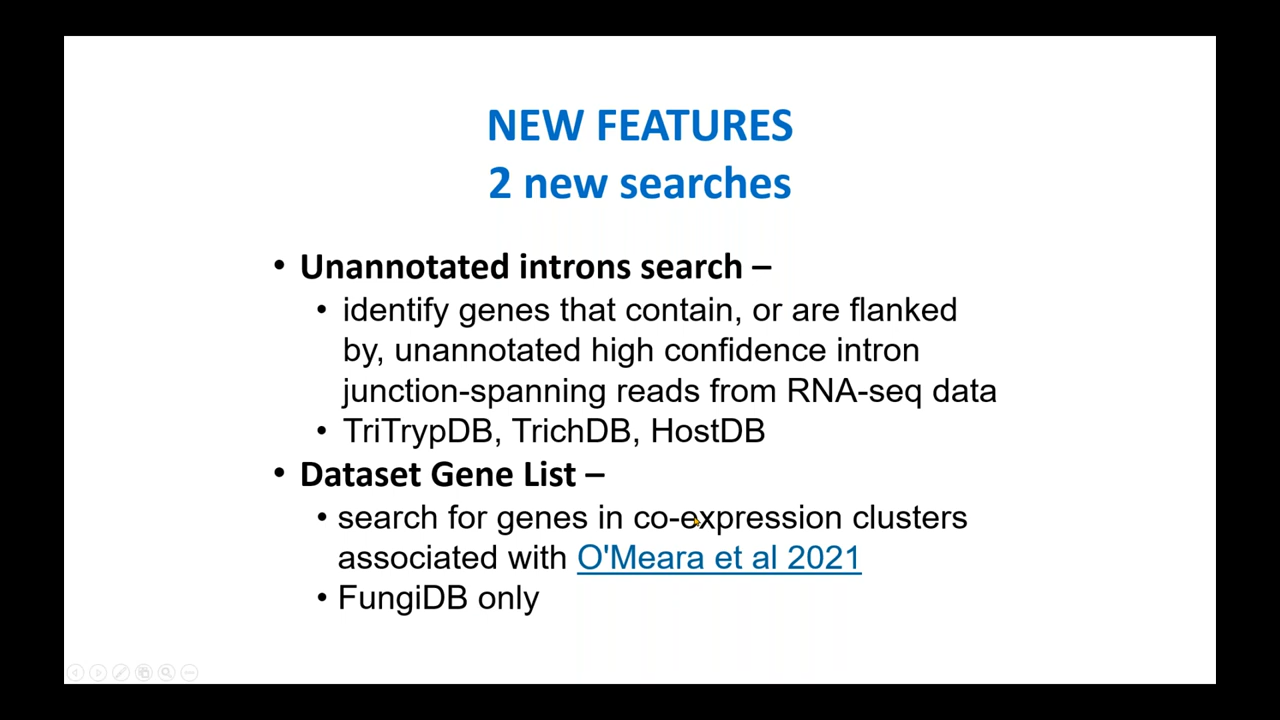 NEW FEATURES
2 new searches
• Unannotated introns search –
• identify genes that contain, or are flanked
by, unannotated high confidence intron
junction-spanning reads from RNA-seq data
• TriTrypDB, TrichDB, HostDB
• Dataset Gene List –
• search for genes in co-expression clusters
associated with O'Meara et al 2021
• FungiDB only